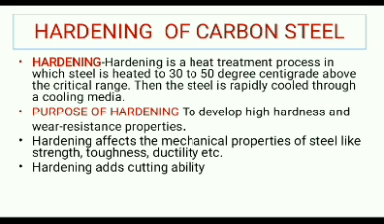 HARDENING OF CARBON STEEL
• HARDENING-Hardening is a heat treatment process in
which steel is heated to 30 to 50 degree centigrade above
the critical range. Then the steel is rapidly cooled through
a cooling media.
• PURPOSE OF HARDENING To develop high hardness and
wear-resistance properties.
• Hardening affects the mechanical properties of steel like
strength, toughness, ductility etc.
• Hardening adds cutting ability